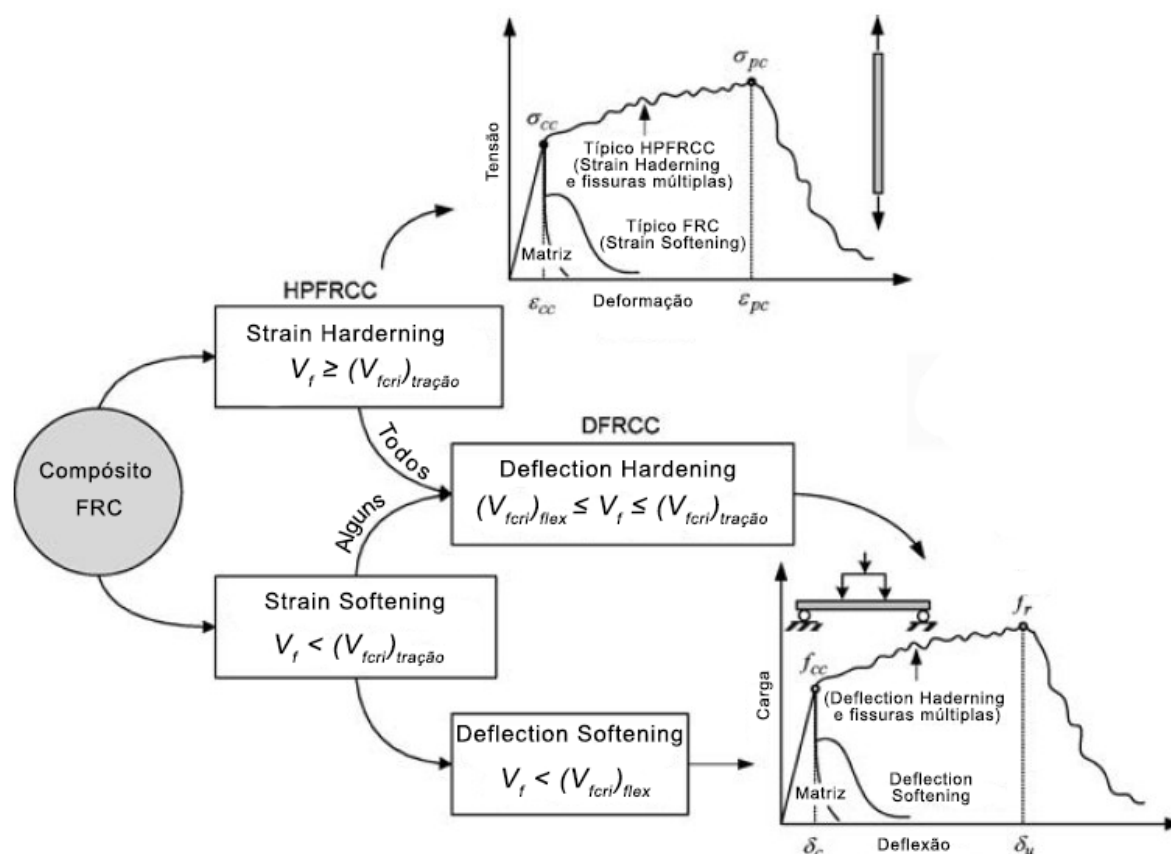 σpc
σcc
Tensão
Típico HPFRCC
(Strain Haderning
e fissuras múltiplas)
Típico FRC
(Strain Softening)
Matriz
εcc
Deformação
εpc
HPFRCC
Strain Harderning
Vf ≥ (Vfcri)tração
Compósito
FRC
Todos
Alguns
DFRCC
Deflection Hardening
(Vfcri)flex ≤ Vf ≤ (Vfcri)tração
Strain Softening
Vf < (Vfcri)tração
Deflection Softening
Vf < (Vfcri)flex
fr
fcc
Carga
(Deflection Haderning
e fissuras múltiplas)
Deflection
Softening
Matriz
δc
Deflexão
δu